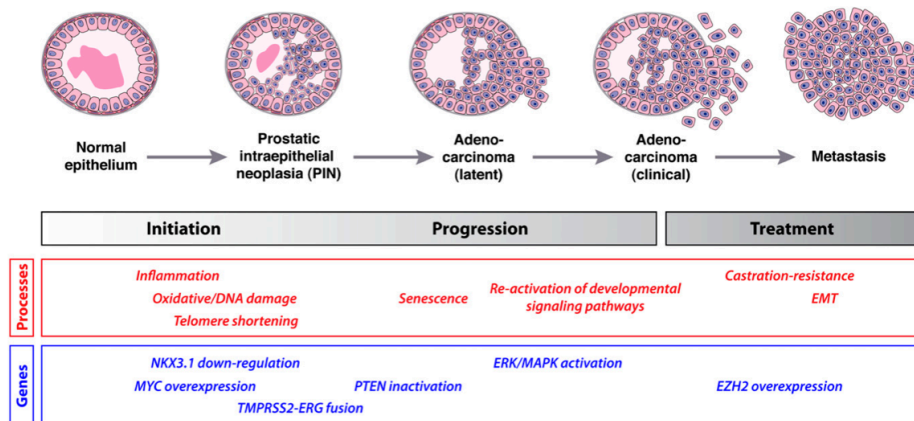 Normal
epithelium
Prostatic
intraepithelial
neoplasia (PIN)
Adeno-
carcinoma
(latent)
Adeno-
carcinoma
(clinical)
Metastasis
Initiation
Progression
Treatment
Processes
Inflammation
Oxidative/DNA damage
Telomere shortening
Senescence
Re-activation of developmental
signaling pathways
Castration-resistance
EMT
Genes
NKX3.1 down-regulation
MYC overexpression
TMPRSS2-ERG fusion
PTEN inactivation
ERK/MAPK activation
EZH2 overexpression